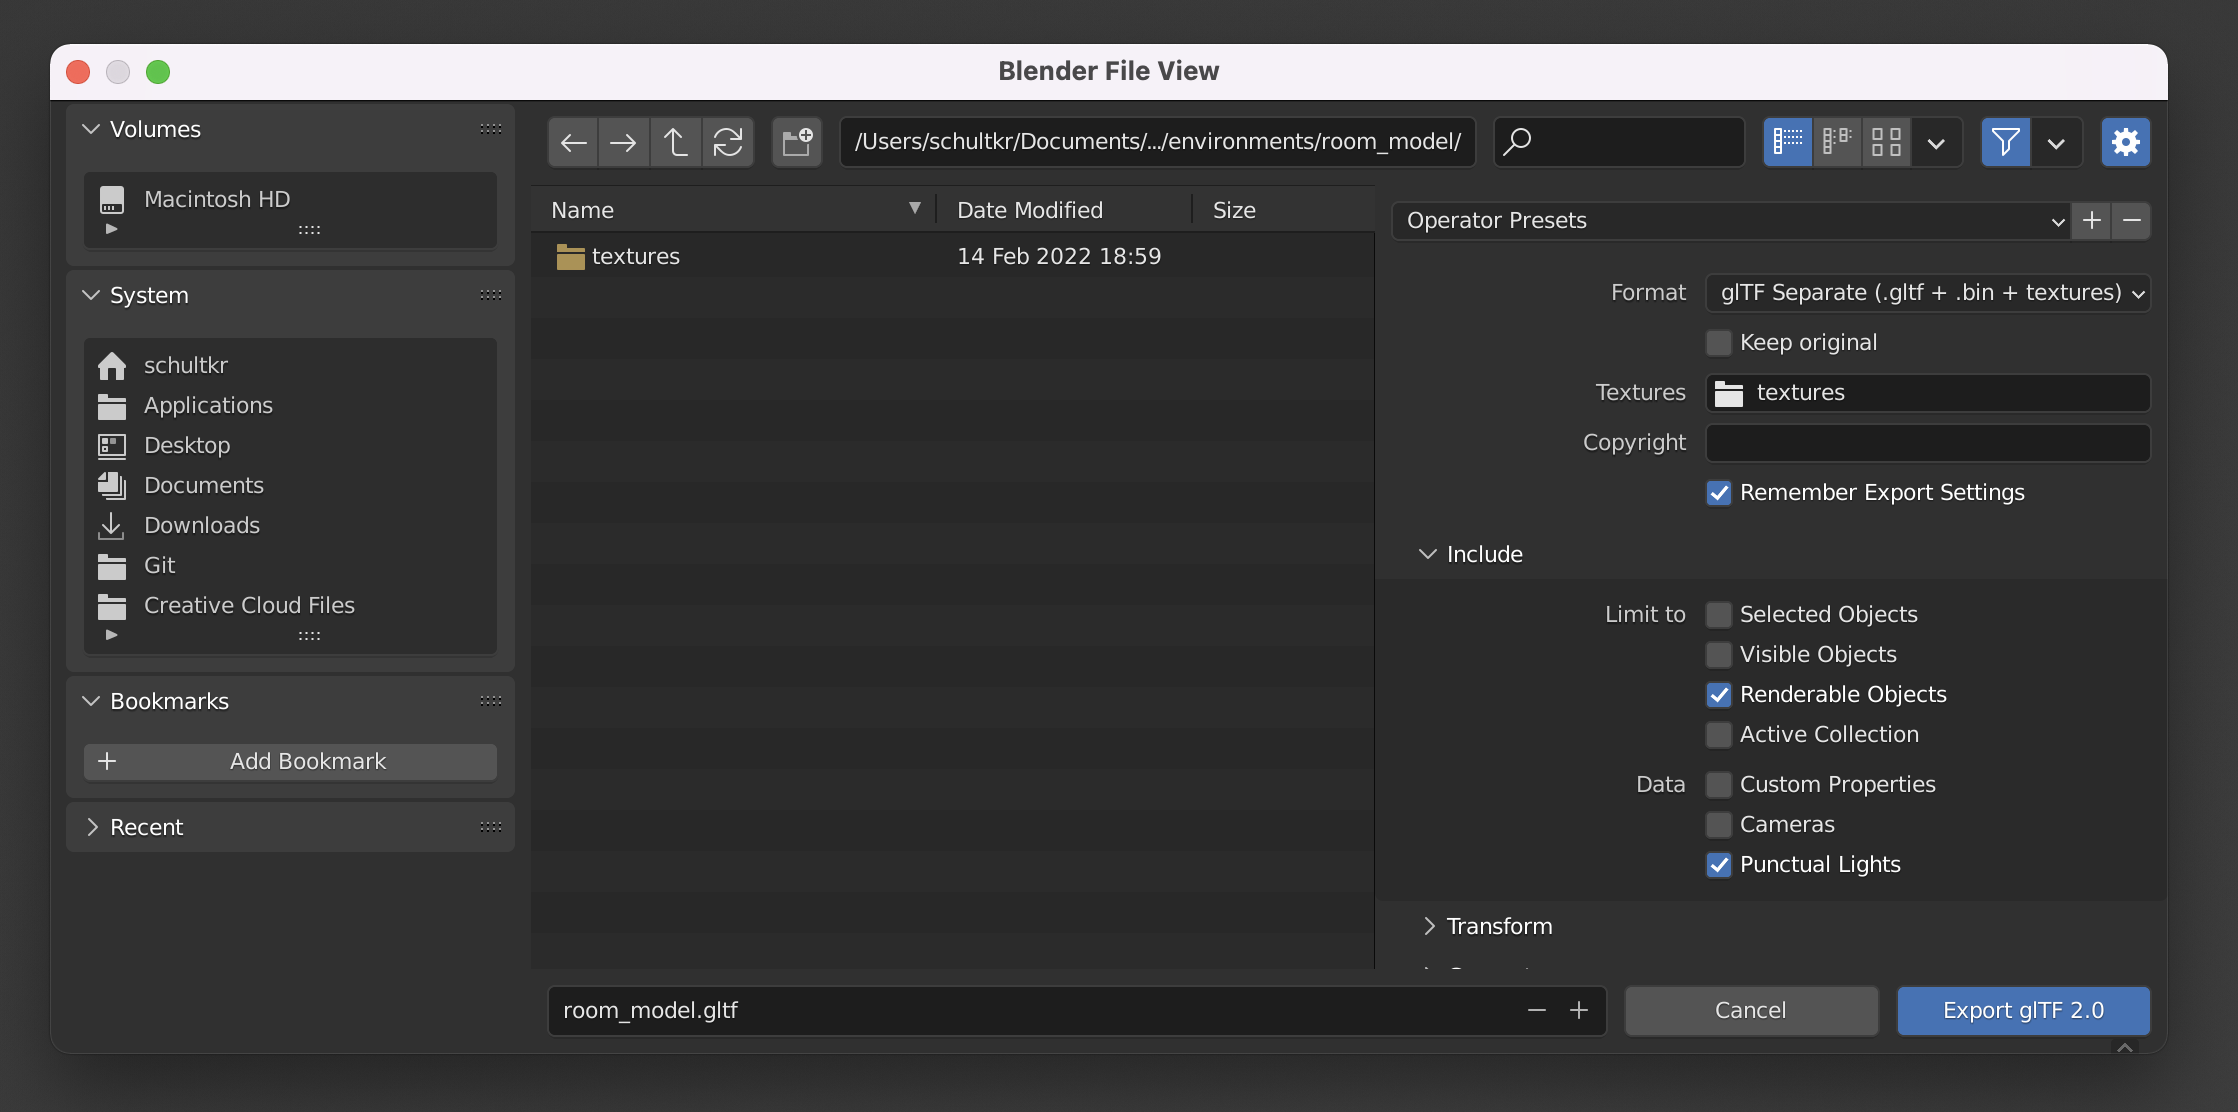 Blender File View
Volumes
Macintosh HD
System
schultkr
Applications
Desktop
Documents
Downloads
Git
Creative Cloud Files
Bookmarks
Add Bookmark
Recent
/Users/schultkr/Documents/.../environments/room_model/
Name
Date Modified
Size
textures
14 Feb 2022 18:59
Operator Presets
Format
glTF Separate (.gltf + .bin + textures)
Keep original
Textures
textures
Copyright
Remember Export Settings
Include
Limit to
Selected Objects
Visible Objects
Renderable Objects
Active Collection
Data
Custom Properties
Cameras
Punctual Lights
Transform
room_model.gltf
Cancel
Export glTF 2.0